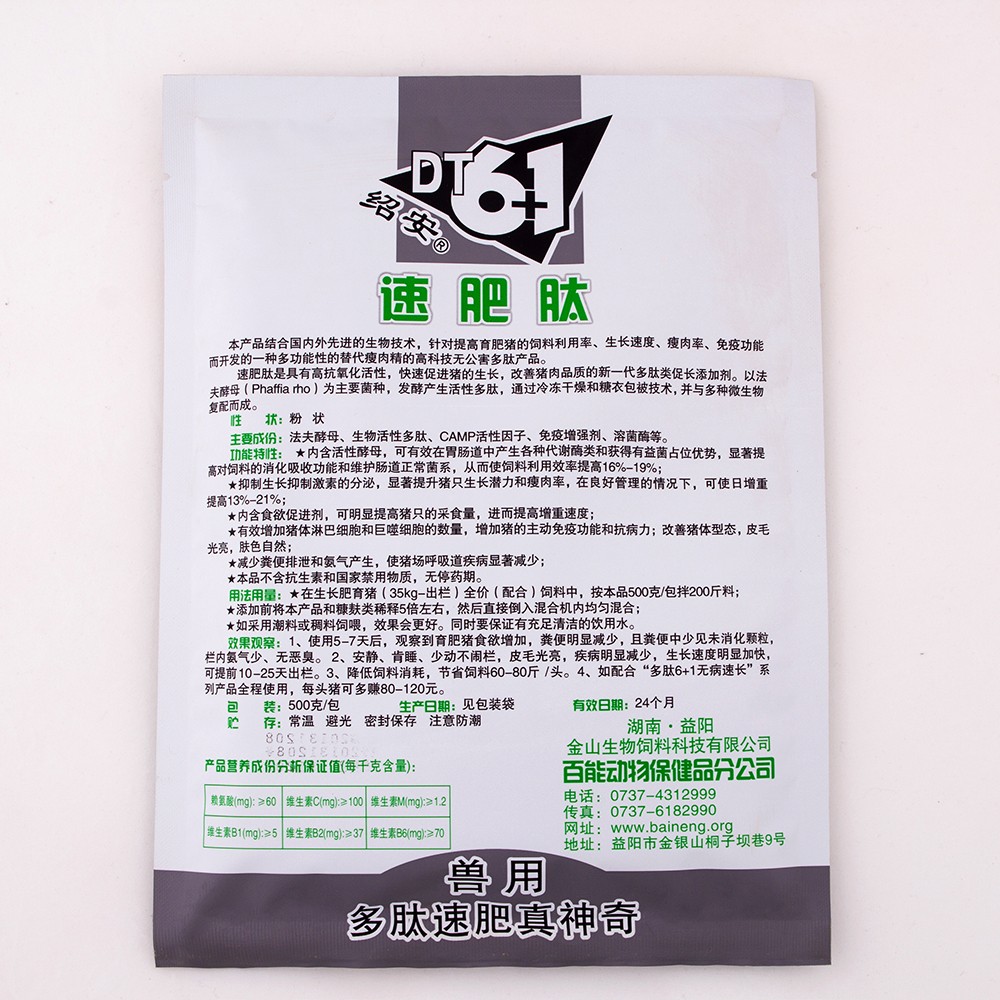 DT6+1
绍安®
速肥肽
本产品结合国内外先进的生物技术，针对提高育肥猪的饲料利用率、生长速度、瘦肉率、免疫功能
而开发的一种多功能性的替代瘦肉精的高科技无公害多肽产品。
速肥肽是具有高抗氧化活性，快速促进猪的生长，改善猪肉品质的新一代多肽类促长添加剂。以法
夫酵母（Phaffia rho）为主要菌种，发酵产生活性多肽，通过冷冻干燥和糖衣包被技术，并与多种微生物
复配而成。
性 状：粉 状
主要成份：法夫酵母、生物活性多肽、CAMP活性因子、免疫增强剂、溶菌酶等。
功能特性：★内含活性酵母，可有效在胃肠道中产生各种代谢酶类和获得有益菌占位优势，显著提
高对饲料的消化吸收功能和维护肠道正常菌系，从而使饲料利用效率提高16%-19%；
★抑制生长抑制激素的分泌，显著提升猪只生长潜力和瘦肉率，在良好管理的情况下，可使日增重
提高13%-21%；
★内含食欲促进剂，可明显提高猪只的采食量，进而提高增重速度；
★有效增加猪体淋巴细胞和巨噬细胞的数量，增加猪的主动免疫功能和抗病力；改善猪体型态，皮毛
光亮，肤色自然；
★减少粪便排泄和氨气产生，使猪场呼吸道疾病显著减少；
★本品不含抗生素和国家禁用物质，无停药期。
用法用量：★在生长肥育猪（35kg-出栏）全价（配合）饲料中，按本品500克/包拌200斤料；
★添加前将本产品和糠麸类稀释5倍左右，然后直接倒入混合机内均匀混合；
★如采用潮料或稠料饲喂，效果会更好。同时要保证有充足清洁的饮用水。
效果观察：1、使用5-7天后，观察到育肥猪食欲增加，粪便明显减少，且粪便中少见未消化颗粒，
栏内氨气少、无恶臭。2、安静、肯睡、少动不闹栏，皮毛光亮，疾病明显减少，生长速度明显加快，
可提前10-25天出栏。3、降低饲料消耗，节省饲料60-80斤/头。4、如配合“多肽6+1无病速长”系
列产品全程使用，每头猪可多赚80-120元。
包 装：500克/包 生产日期：见包装袋 有效日期：24个月
贮 存：常温 避光 密封保存 注意防潮
湖南·益阳
金山生物饲料科技有限公司
百能动物保健品分公司
电话：0737-4312999
传真：0737-6182990
网址：www.baineng.org
地址：益阳市金银山桐子坝巷9号
产品营养成份分析保证值(每千克含量)：
赖氨酸(mg)：≥60 维生素C(mg):≥100 维生素M(mg):≥1.2
维生素B1(mg):≥5 维生素B2(mg):≥37 维生素B6(mg):≥70
兽用
多肽速肥真神奇